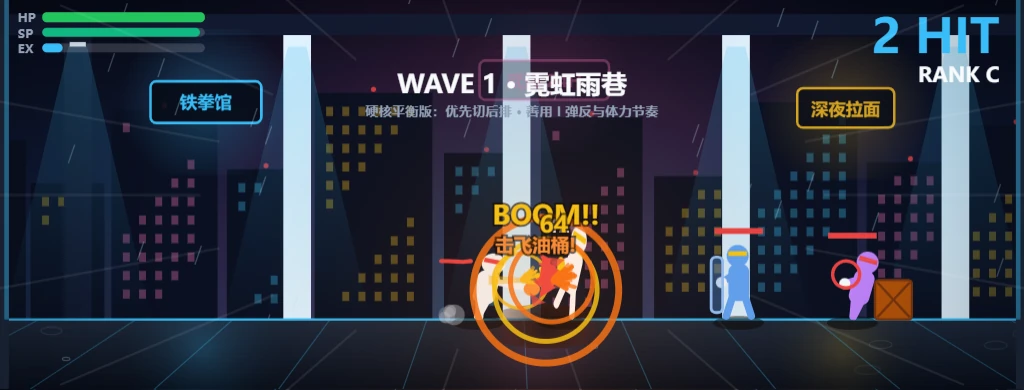 HP
SP
EX
2 HIT
RANK C
铁拳馆
WAVE 1 · 霓虹雨巷
硬核平衡版：优先切后排 · 善用 I 弹反与体力节奏
深夜拉面
BOOM!!
64
击飞油桶!